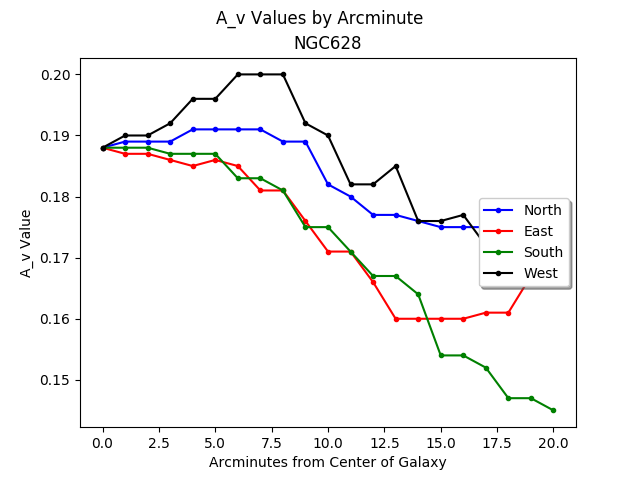 A_v Values by Arcminute
NGC628
A_v Value
0.20
0.19
0.18
0.17
0.16
0.15
North
East
South
West
0.0 2.5 5.0 7.5 10.0 12.5 15.0 17.5 20.0
Arcminutes from Center of Galaxy